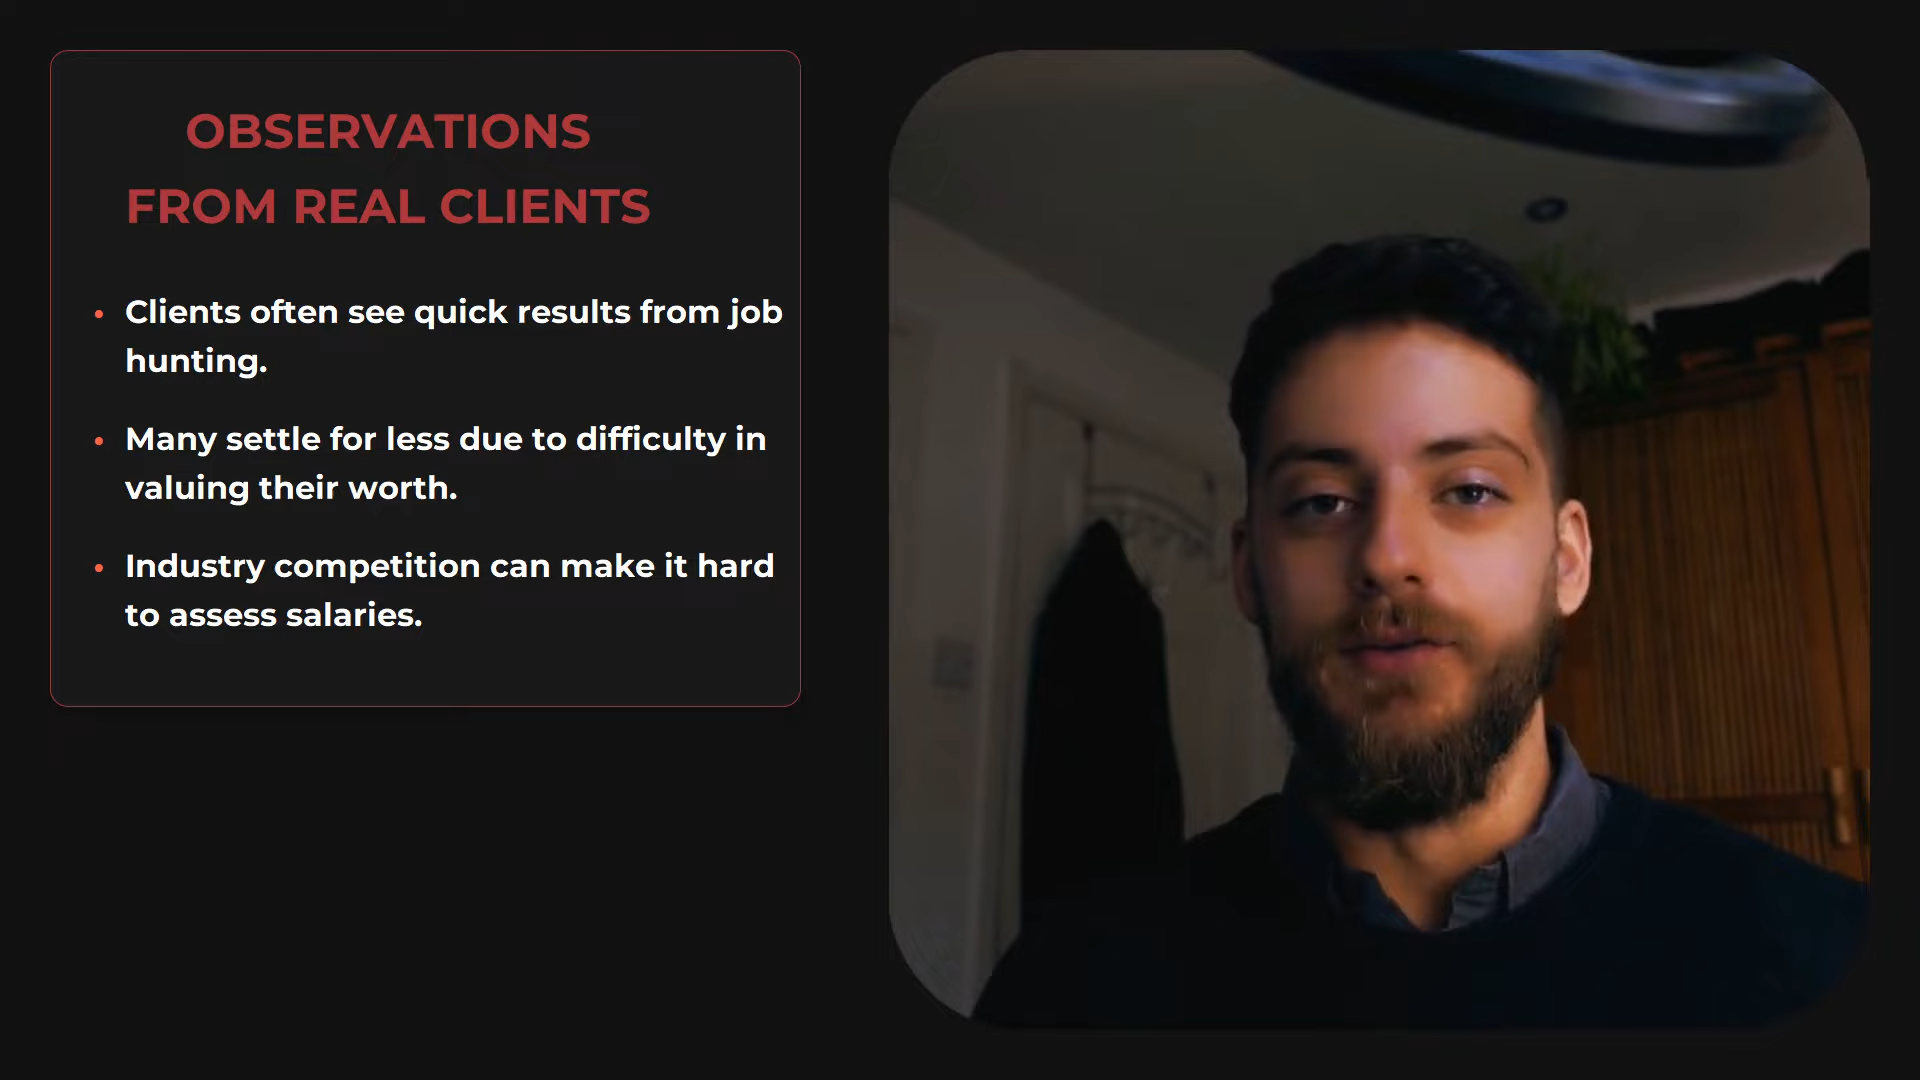 OBSERVATIONS
FROM REAL CLIENTS
• Clients often see quick results from job
hunting.
• Many settle for less due to difficulty in
valuing their worth.
• Industry competition can make it hard
to assess salaries.